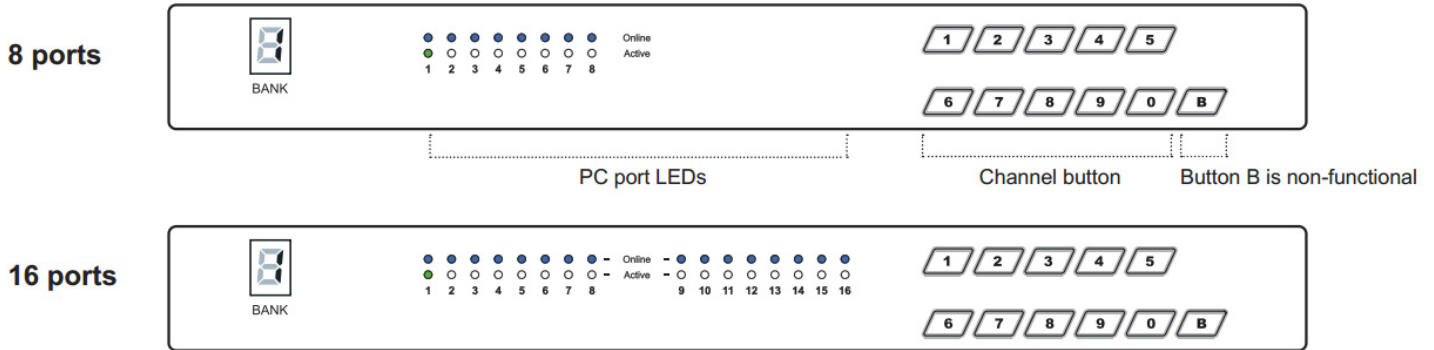 8 ports
1
BANK
Online
Active
1 2 3 4 5 6 7 8
1 2 3 4 5
6 7 8 9 0 B
PC port LEDs Channel button Button B is non-functional
16 ports
1
BANK
Online
Active
1 2 3 4 5 6 7 8 9 10 11 12 13 14 15 16
1 2 3 4 5
6 7 8 9 0 B